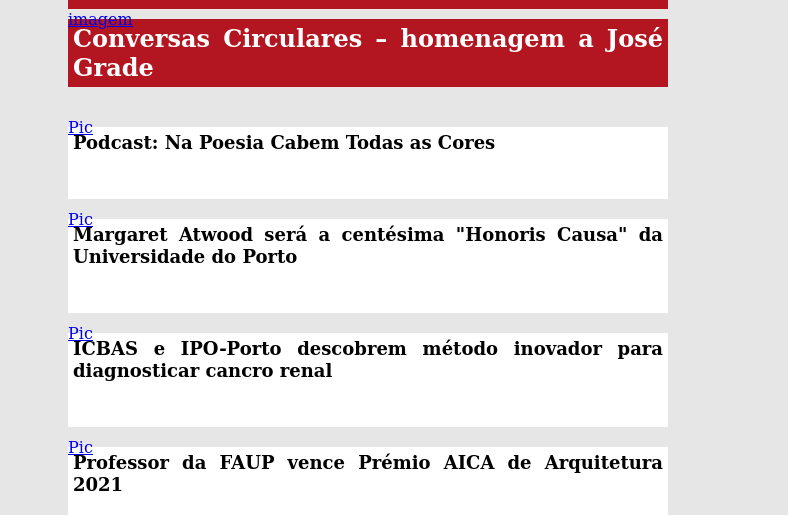 imagem
Conversas Circulares – homenagem a José
Grade
Pic
Podcast: Na Poesia Cabem Todas as Cores
Pic
Margaret Atwood será a centésima "Honoris Causa" da
Universidade do Porto
Pic
ICBAS e IPO-Porto descobrem método inovador para
diagnosticar cancro renal
Pic
Professor da FAUP vence Prémio AICA de Arquitetura
2021